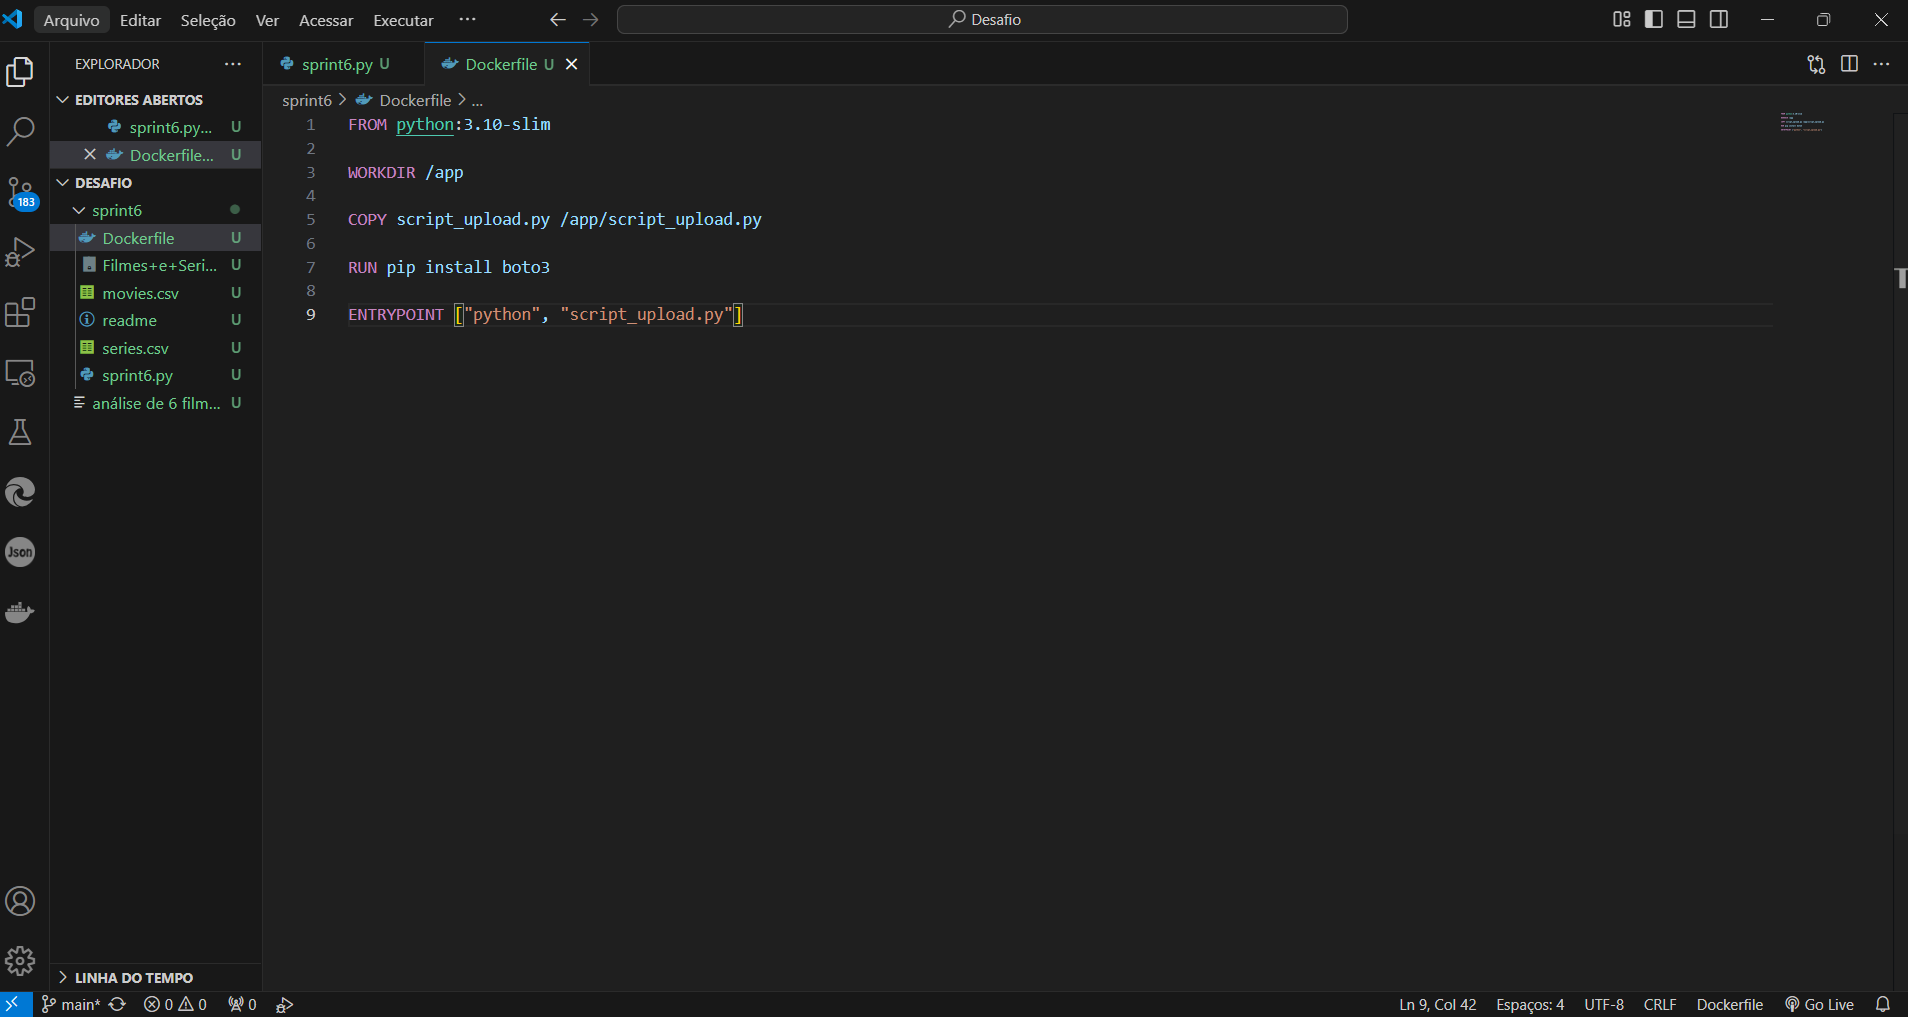 Arquivo Editar Seleção Ver Acessar Executar ··· Desafio
EXPLORADOR ···
EDITORES ABERTOS
sprint6.py... U
Dockerfile... U
DESAFIO
sprint6
Dockerfile U
Filmes+e+Seri... U
movies.csv U
readme U
series.csv U
sprint6.py U
análise de 6 film... U
LINHA DO TEMPO
183
Json
sprint6.py U Dockerfile U
sprint6 > Dockerfile > ...
1 FROM python:3.10-slim
2
3 WORKDIR /app
4
5 COPY script_upload.py /app/script_upload.py
6
7 RUN pip install boto3
8
9 ENTRYPOINT ["python", "script_upload.py"]
main* 0 0 0 Ln 9, Col 42 Espaços: 4 UTF-8 CRLF Dockerfile Go Live